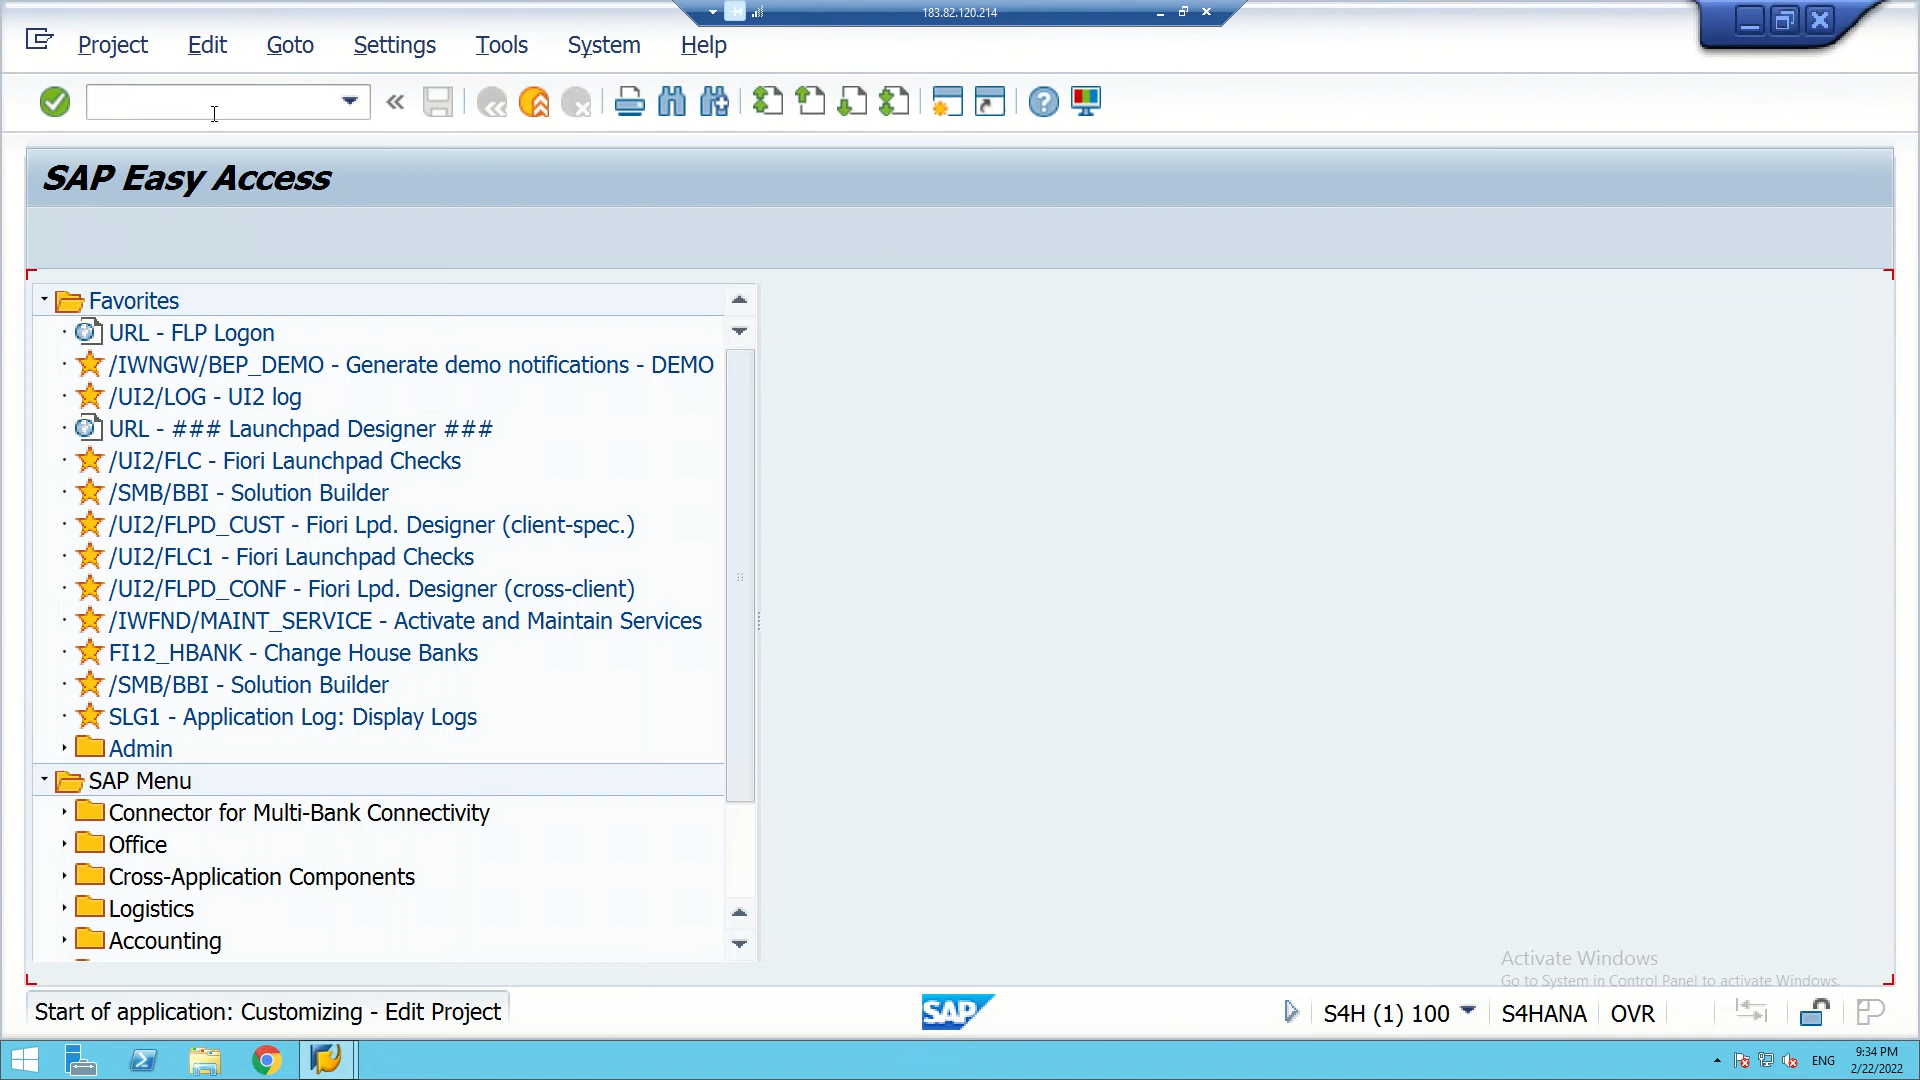 183.82.120.214
Project Edit Goto Settings Tools System Help
SAP Easy Access
Favorites
URL - FLP Logon
/IWNGW/BEP_DEMO - Generate demo notifications - DEMO
/UI2/LOG - UI2 log
URL - ### Launchpad Designer ###
/UI2/FLC - Fiori Launchpad Checks
/SMB/BBI - Solution Builder
/UI2/FLPD_CUST - Fiori Lpd. Designer (client-spec.)
/UI2/FLC1 - Fiori Launchpad Checks
/UI2/FLPD_CONF - Fiori Lpd. Designer (cross-client)
/IWFND/MAINT_SERVICE - Activate and Maintain Services
FI12_HBANK - Change House Banks
/SMB/BBI - Solution Builder
SLG1 - Application Log: Display Logs
Admin
SAP Menu
Connector for Multi-Bank Connectivity
Office
Cross-Application Components
Logistics
Accounting
Activate Windows
Go to System in Control Panel to activate Windows.
Start of application: Customizing - Edit Project
SAP
S4H (1) 100
S4HANA
OVR
ENG
9:34 PM
2/22/2022